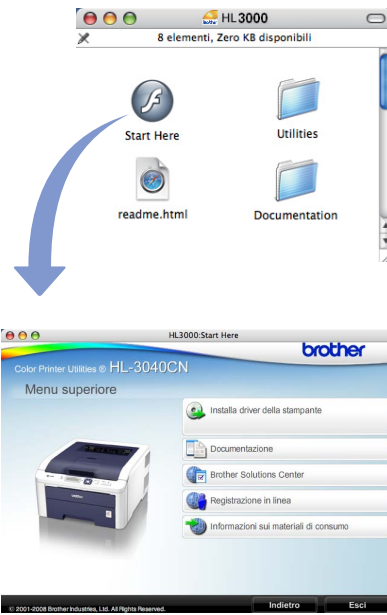 HL3000
8 elementi, Zero KB disponibili
Start Here
Utilities
readme.html
Documentation
HL3000:Start Here
brother
Color Printer Utilities ® HL-3040CN
Menu superiore
Installa driver della stampante
Documentazione
Brother Solutions Center
Registrazione in linea
Informazioni sui materiali di consumo
© 2001-2008 Brother Industries, Ltd. All Rights Reserved.
Indietro
Esci